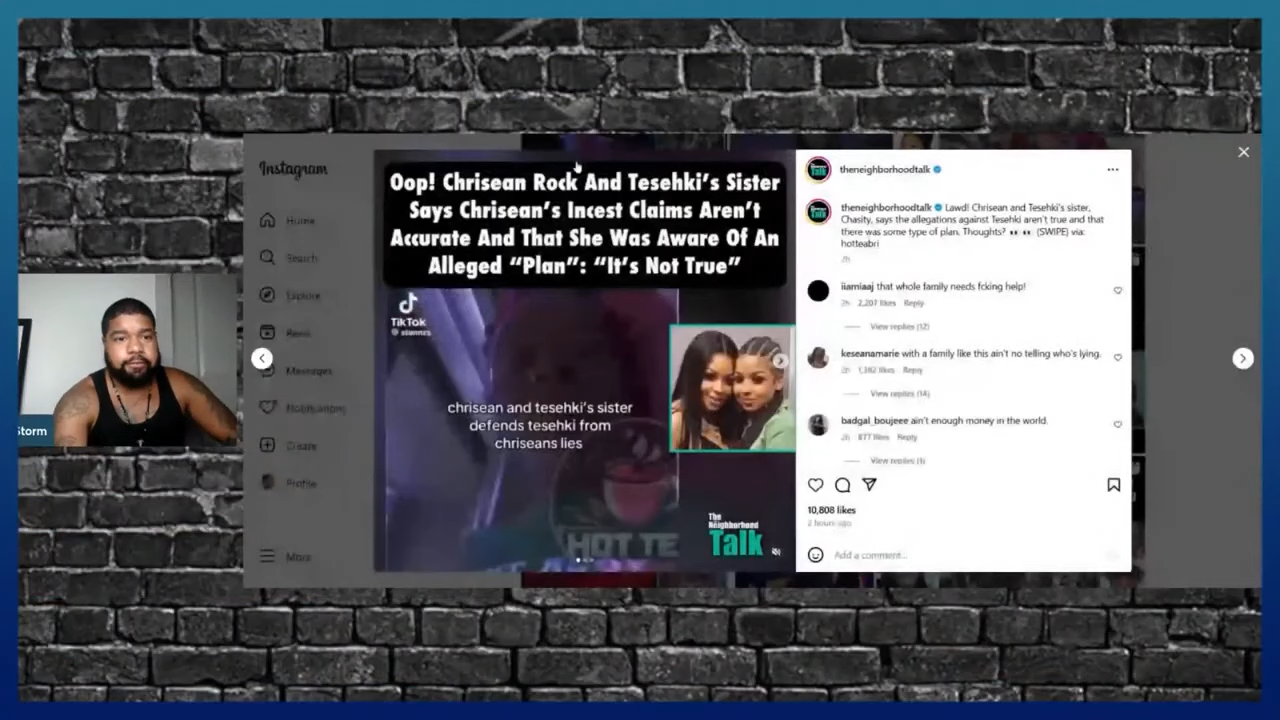 Instagram
Home
Search
Explore
Reels
Messages
Notifications
Create
Profile
More
Storm
Oop! Chrisean Rock And Tesehki's Sister
Says Chrisean's Incest Claims Aren't
Accurate And That She Was Aware Of An
Alleged “Plan”: “It's Not True”
TikTok
chrisean and tesehki's sister
defends tesehki from
chriseans lies
HOT TE
The
Neighborhood
Talk
theneighborhoodtalk
theneighborhoodtalk Lawd! Chrisean and Tesehki's sister,
Chasity, says the allegations against Tesehki aren't true and that
there was some type of plan. Thoughts? 👀 (SWIPE) via:
hotteabri
iiamiaaj that whole family needs fcking help!
2h 2,207 likes Reply
View replies (12)
keseanamarie with a family like this ain't no telling who's lying.
2h 1,382 likes Reply
View replies (14)
badgal_boujeee ain't enough money in the world.
2h 877 likes Reply
View replies (1)
10,808 likes
2 hours ago
Add a comment...